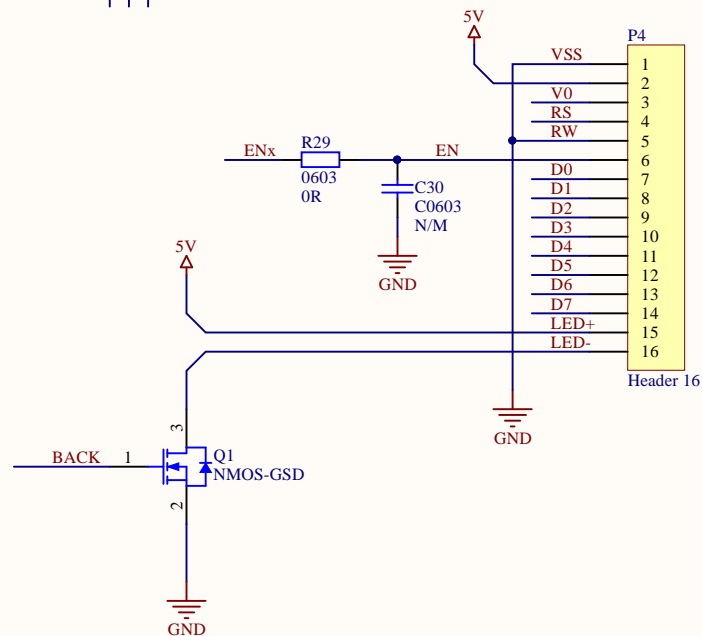 5V
P4
VSS
1
2
V0
3
RS
4
RW
5
ENx
R29
EN
6
0603
0R
C30
C0603
N/M
GND
D0
7
D1
8
D2
9
D3
10
D4
11
D5
12
D6
13
D7
14
5V
LED+
15
LED-
16
Header 16
GND
3
BACK
1
Q1
NMOS-GSD
2
GND